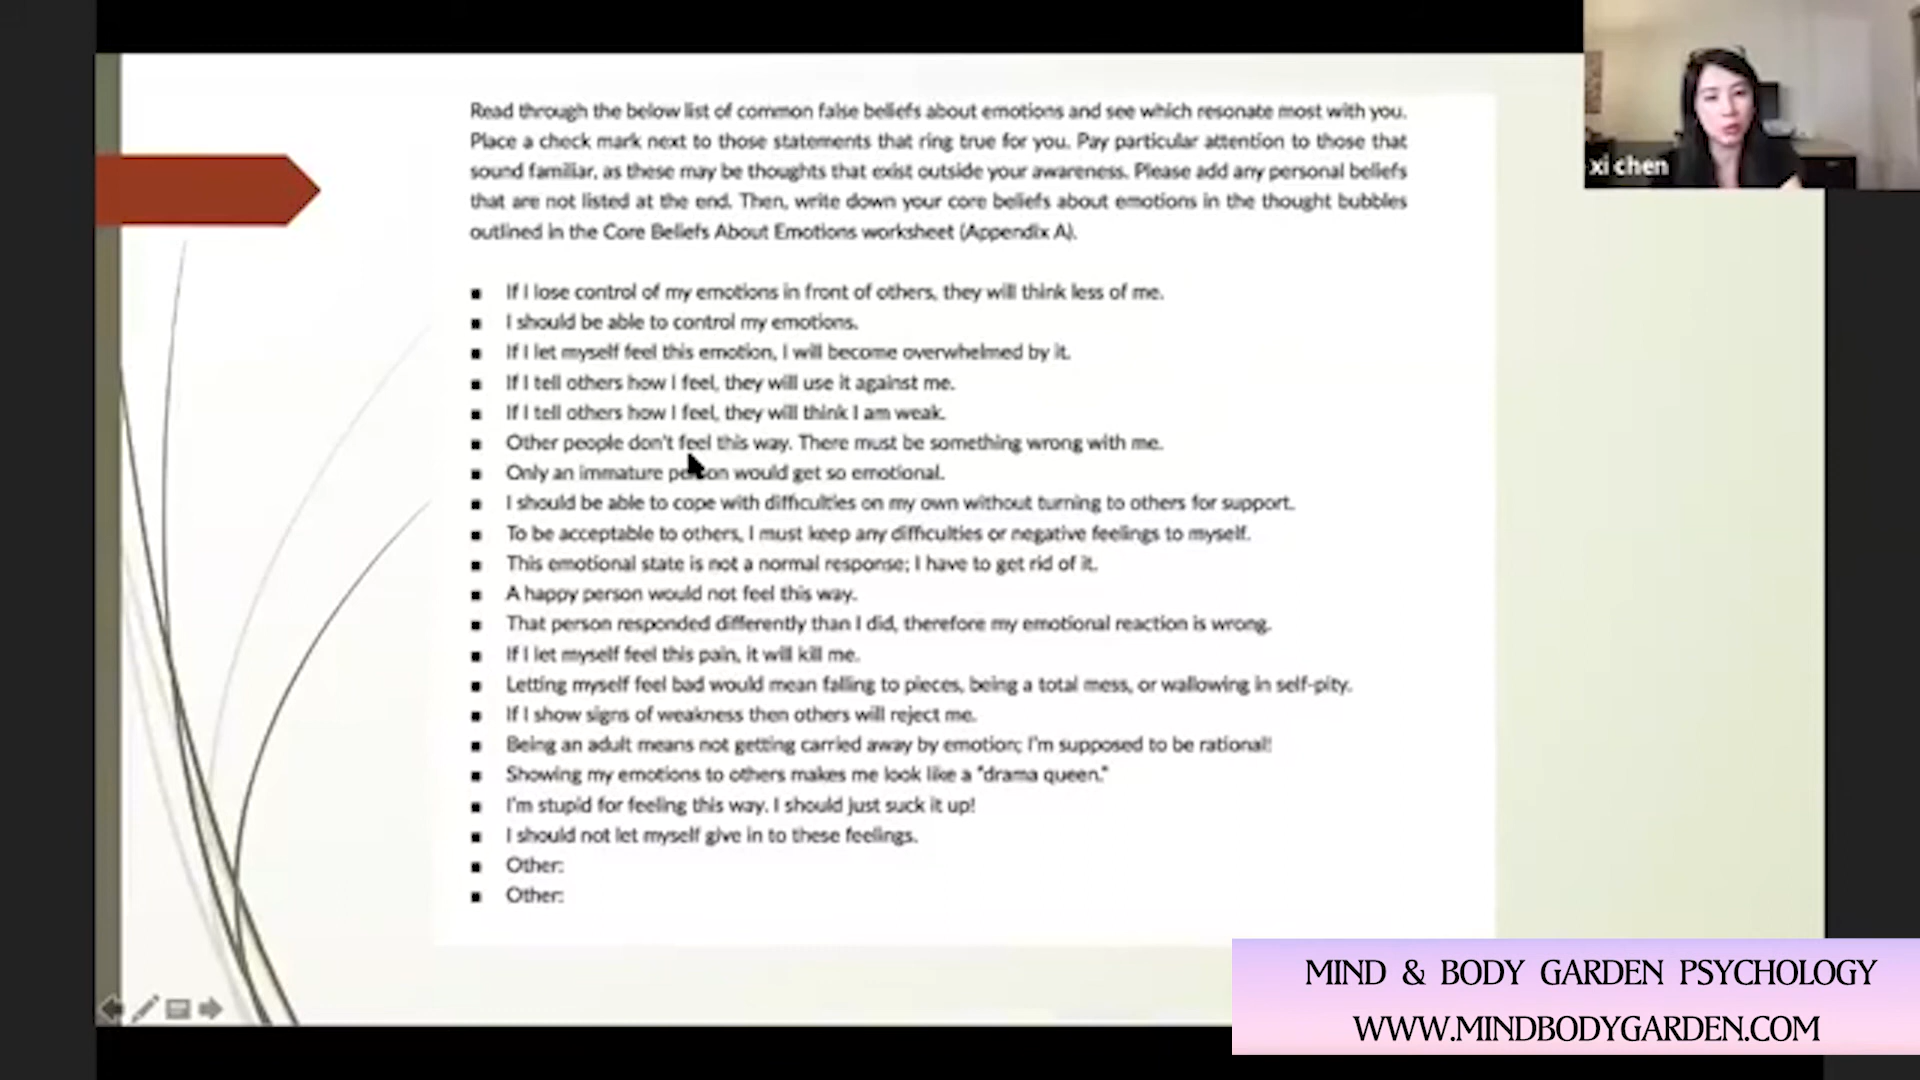 Read through the below list of common false beliefs about emotions and see which resonate most with you.
Place a check mark next to those statements that ring true for you. Pay particular attention to those that
sound familiar, as these may be thoughts that exist outside your awareness. Please add any personal beliefs
that are not listed at the end. Then, write down your core beliefs about emotions in the thought bubbles
outlined in the Core Beliefs About Emotions worksheet (Appendix A).
xi chen
▪ If I lose control of my emotions in front of others, they will think less of me.
▪ I should be able to control my emotions.
▪ If I let myself feel this emotion, I will become overwhelmed by it.
▪ If I tell others how I feel, they will use it against me.
▪ If I tell others how I feel, they will think I am weak.
▪ Other people don't feel this way. There must be something wrong with me.
▪ Only an immature person would get so emotional.
▪ I should be able to cope with difficulties on my own without turning to others for support.
▪ To be acceptable to others, I must keep any difficulties or negative feelings to myself.
▪ This emotional state is not a normal response; I have to get rid of it.
▪ A happy person would not feel this way.
▪ That person responded differently than I did, therefore my emotional reaction is wrong.
▪ If I let myself feel this pain, it will kill me.
▪ Letting myself feel bad would mean falling to pieces, being a total mess, or wallowing in self-pity.
▪ If I show signs of weakness then others will reject me.
▪ Being an adult means not getting carried away by emotion; I'm supposed to be rational!
▪ Showing my emotions to others makes me look like a "drama queen."
▪ I'm stupid for feeling this way. I should just suck it up!
▪ I should not let myself give in to these feelings.
▪ Other:
▪ Other:
MIND & BODY GARDEN PSYCHOLOGY
WWW.MINDBODYGARDEN.COM